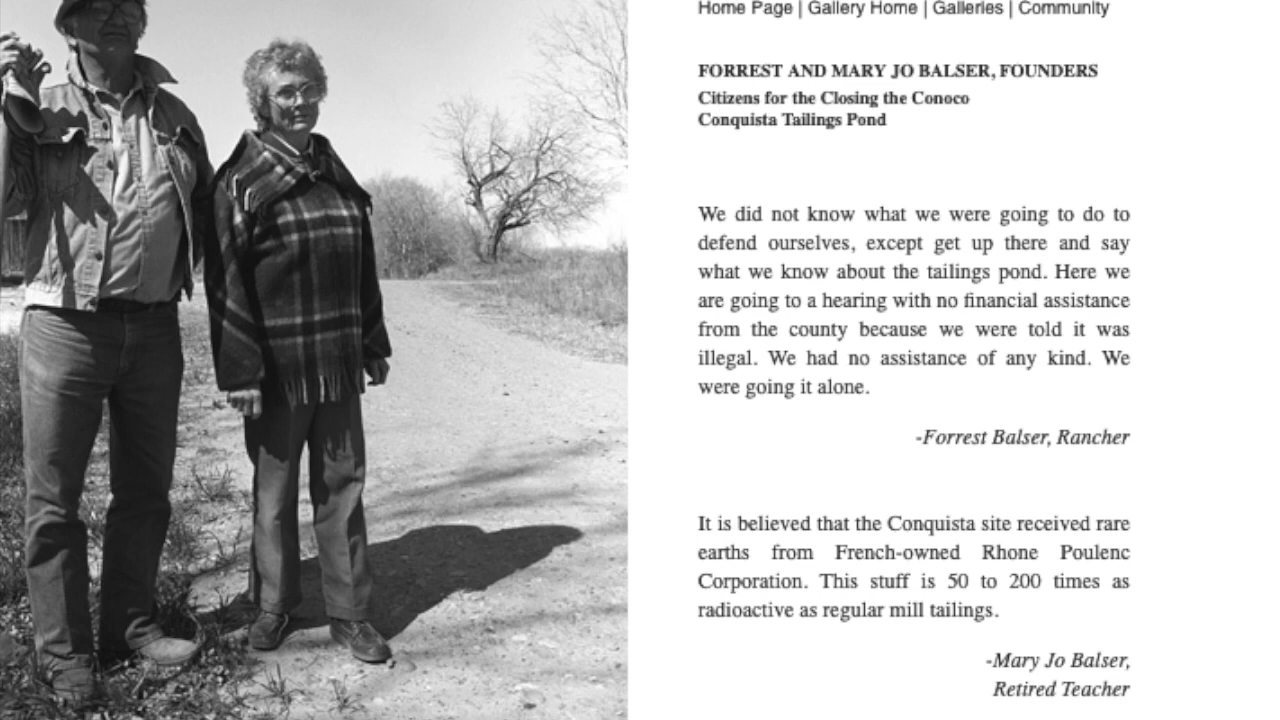 Home Page | Gallery Home | Galleries | Community
FORREST AND MARY JO BALSER, FOUNDERS
Citizens for the Closing the Conoco
Conquista Tailings Pond
We did not know what we were going to do to
defend ourselves, except get up there and say
what we know about the tailings pond. Here we
are going to a hearing with no financial assistance
from the county because we were told it was
illegal. We had no assistance of any kind. We
were going it alone.
-Forrest Balser, Rancher
It is believed that the Conquista site received rare
earths from French-owned Rhone Poulenc
Corporation. This stuff is 50 to 200 times as
radioactive as regular mill tailings.
-Mary Jo Balser,
Retired Teacher